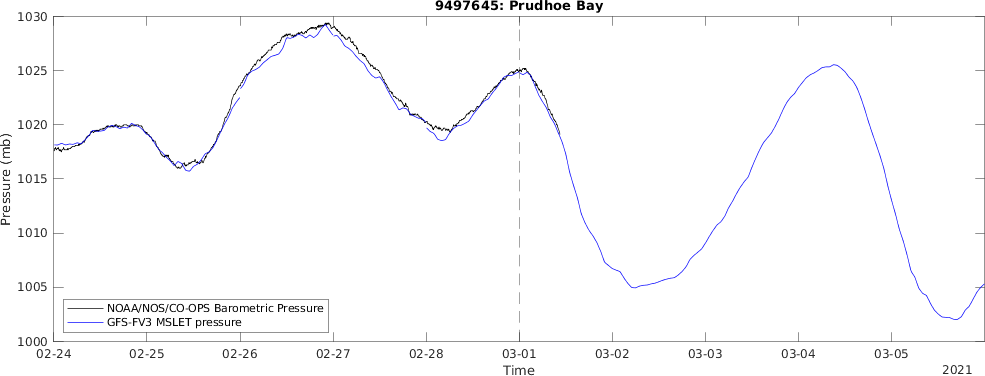 9497645: Prudhoe Bay
1030
1025
1020
1015
1010
1005
1000
Pressure (mb)
NOAA/NOS/CO-OPS Barometric Pressure
GFS-FV3 MSLET pressure
02-24 02-25 02-26 02-27 02-28 03-01 03-02 03-03 03-04 03-05
Time
2021